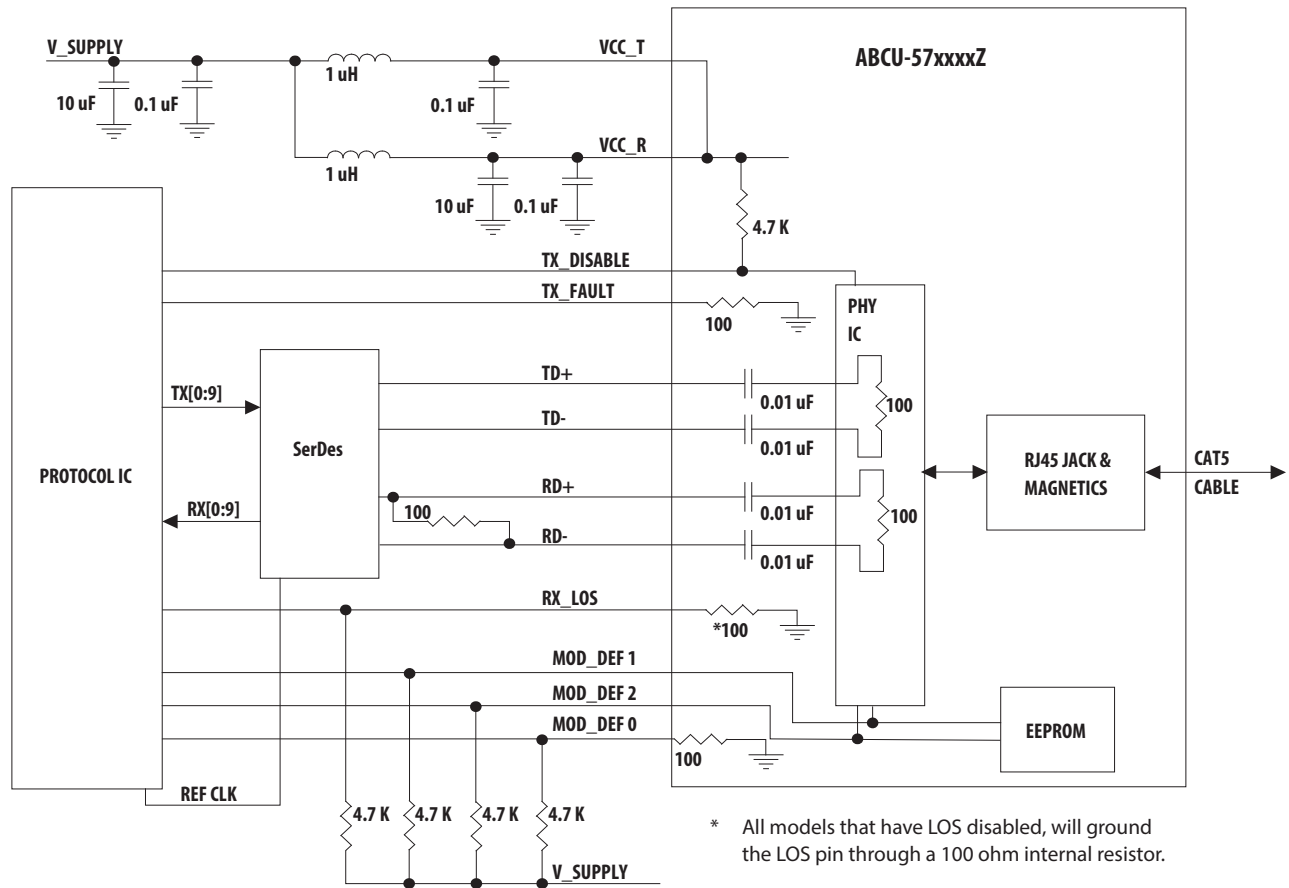 V_SUPPLY
VCC_T
ABCU-57xxxxZ
1 uH
10 uF
0.1 uF
0.1 uF
VCC_R
1 uH
10 uF
0.1 uF
4.7 K
TX_DISABLE
TX_FAULT
100
PHY
IC
TD+
TX[0:9]
0.01 uF
100
TD-
0.01 uF
SerDes
PROTOCOL IC
RJ45 JACK &
MAGNETICS
CAT5
CABLE
RD+
RX[0:9]
100
0.01 uF
100
RD-
0.01 uF
RX_LOS
*100
MOD_DEF 1
MOD_DEF 2
MOD_DEF 0
EEPROM
100
REF CLK
4.7 K
4.7 K
4.7 K
4.7 K
V_SUPPLY
* All models that have LOS disabled, will ground
the LOS pin through a 100 ohm internal resistor.